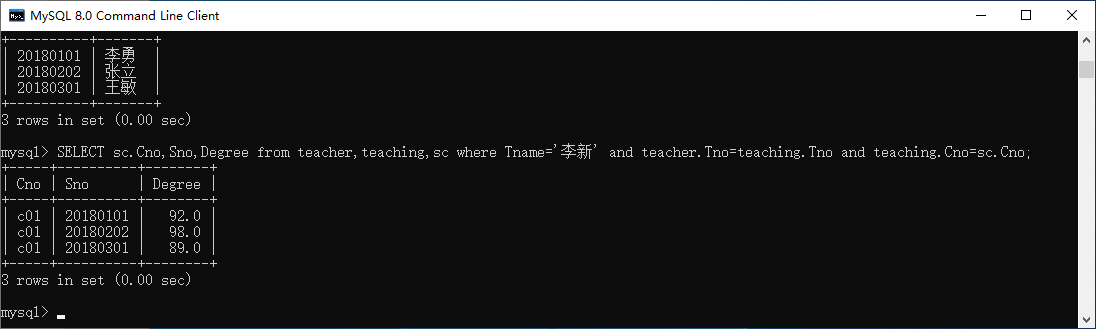 MySQL 8.0 Command Line Client
+----------+-------+
| 20180101 | 李勇  |
| 20180202 | 张立  |
| 20180301 | 王敏  |
+----------+-------+
3 rows in set (0.00 sec)
mysql> SELECT sc.Cno,Sno,Degree from teacher,teaching,sc where Tname='李新' and teacher.Tno=teaching.Tno and teaching.Cno=sc.Cno;
+-----+----------+--------+
| Cno | Sno      | Degree |
+-----+----------+--------+
| c01 | 20180101 |   92.0 |
| c01 | 20180202 |   98.0 |
| c01 | 20180301 |   89.0 |
+-----+----------+--------+
3 rows in set (0.00 sec)
mysql>